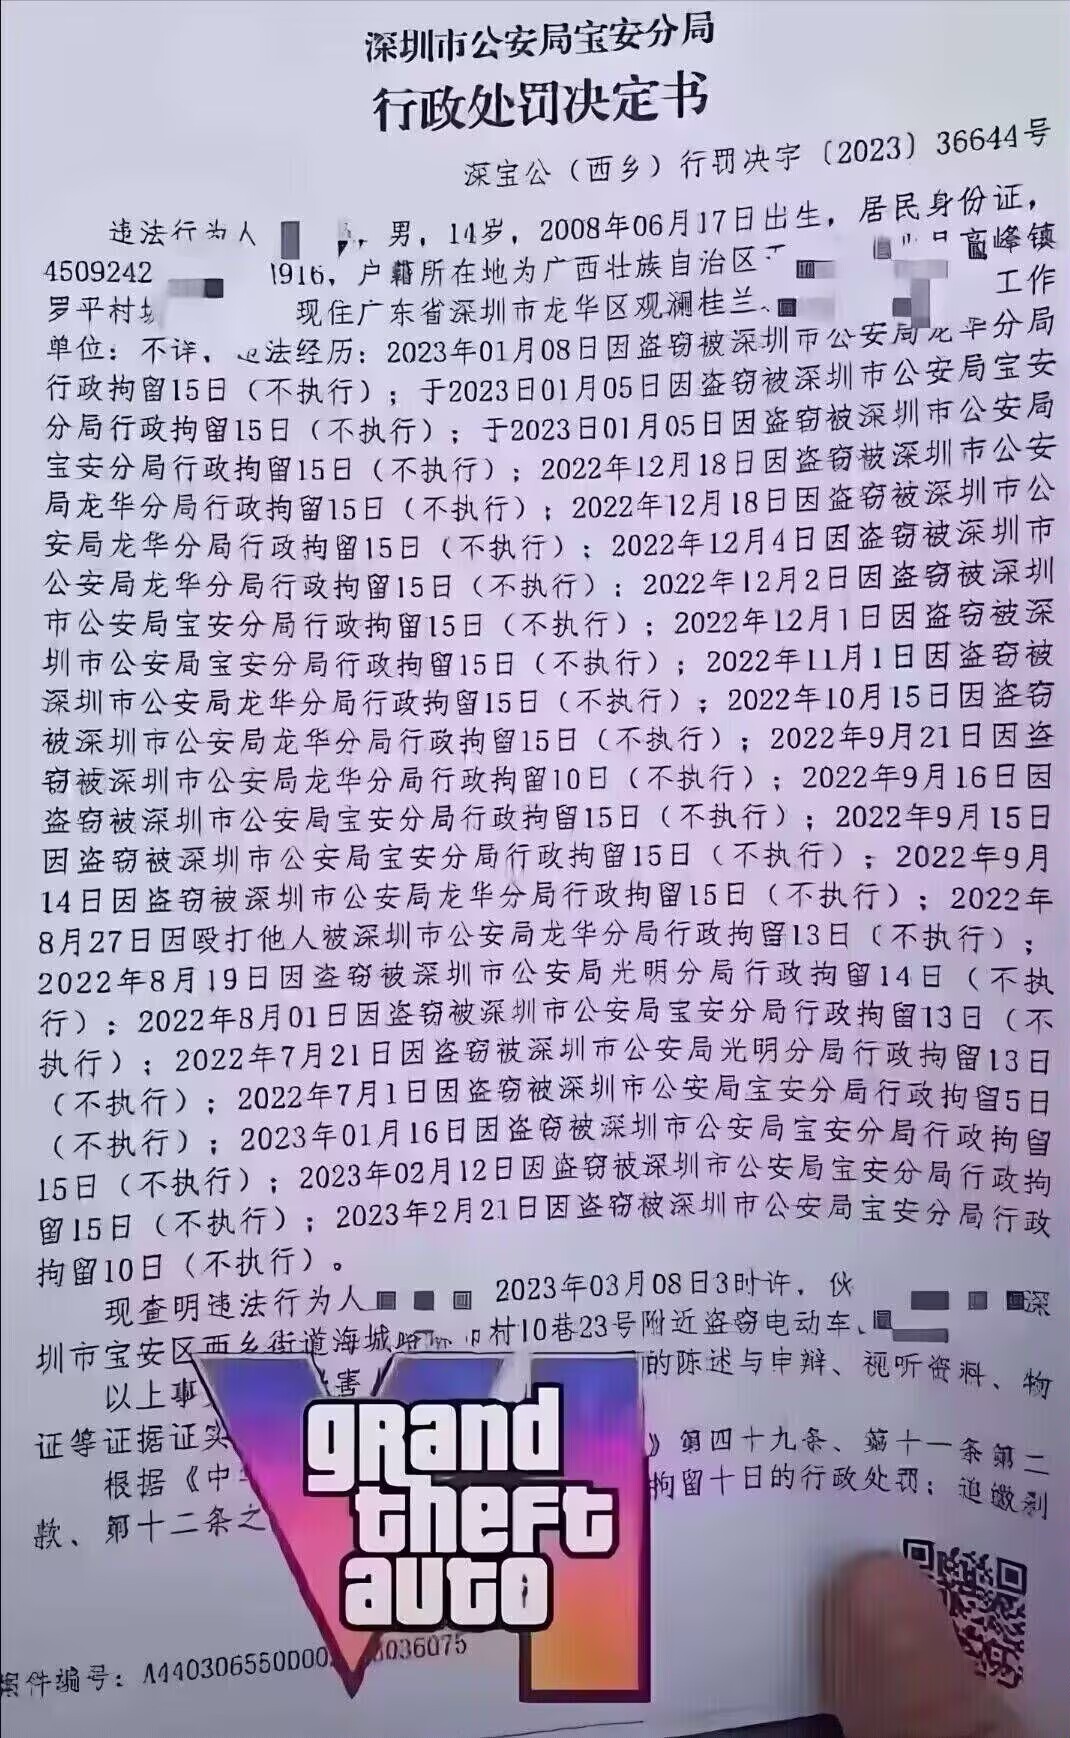 深圳市公安局宝安分局
行政处罚决定书
深宝公（西乡）行罚决字〔2023〕36644号
违法行为人 ，男，14岁，2008年06月17日出生，居民身份证，
4509242 916，户籍所在地为广西壮族自治区 高峰镇
罗平村 现住广东省深圳市龙华区观澜桂兰 工作
单位：不详，违法经历：2023年01月08日因盗窃被深圳市公安局龙华分局
行政拘留15日（不执行）；于2023日01月05日因盗窃被深圳市公安局宝安
分局行政拘留15日（不执行）；于2023日01月05日因盗窃被深圳市公安局
宝安分局行政拘留15日（不执行）；2022年12月18日因盗窃被深圳市公安
局龙华分局行政拘留15日（不执行）；2022年12月18日因盗窃被深圳市公
安局龙华分局行政拘留15日（不执行）；2022年12月4日因盗窃被深圳市
公安局龙华分局行政拘留15日（不执行）；2022年12月2日因盗窃被深圳
市公安局宝安分局行政拘留15日（不执行）；2022年12月1日因盗窃被深
圳市公安局宝安分局行政拘留15日（不执行）；2022年11月1日因盗窃被
深圳市公安局龙华分局行政拘留15日（不执行）；2022年10月15日因盗窃
被深圳市公安局龙华分局行政拘留15日（不执行）；2022年9月21日因盗
窃被深圳市公安局龙华分局行政拘留10日（不执行）；2022年9月16日因
盗窃被深圳市公安局宝安分局行政拘留15日（不执行）；2022年9月15日
因盗窃被深圳市公安局宝安分局行政拘留15日（不执行）；2022年9月
14日因盗窃被深圳市公安局龙华分局行政拘留15日（不执行）；2022年
8月27日因殴打他人被深圳市公安局龙华分局行政拘留13日（不执行）；
2022年8月19日因盗窃被深圳市公安局光明分局行政拘留14日（不执
行）；2022年8月01日因盗窃被深圳市公安局宝安分局行政拘留13日（不
执行）；2022年7月21日因盗窃被深圳市公安局光明分局行政拘留13日
（不执行）；2022年7月1日因盗窃被深圳市公安局宝安分局行政拘留5日
（不执行）；2023年01月16日因盗窃被深圳市公安局宝安分局行政拘留
15日（不执行）；2023年02月12日因盗窃被深圳市公安局宝安分局行政拘
留15日（不执行）；2023年2月21日因盗窃被深圳市公安局宝安分局行政
拘留10日（不执行）。
现查明违法行为人 2023年03月08日3时许，伙 深
圳市宝安区西乡街道海城路 村10巷23号附近盗窃电动车、
以上事 害 的陈述与申辩、视听资料、物
证等证据证实
根据《中 》第四十九条、第十一条第二
款、第十二条之 拘留十日的行政处罚；追缴剥
VI
grand
theft
auto
案件编号：A440306550000 036075